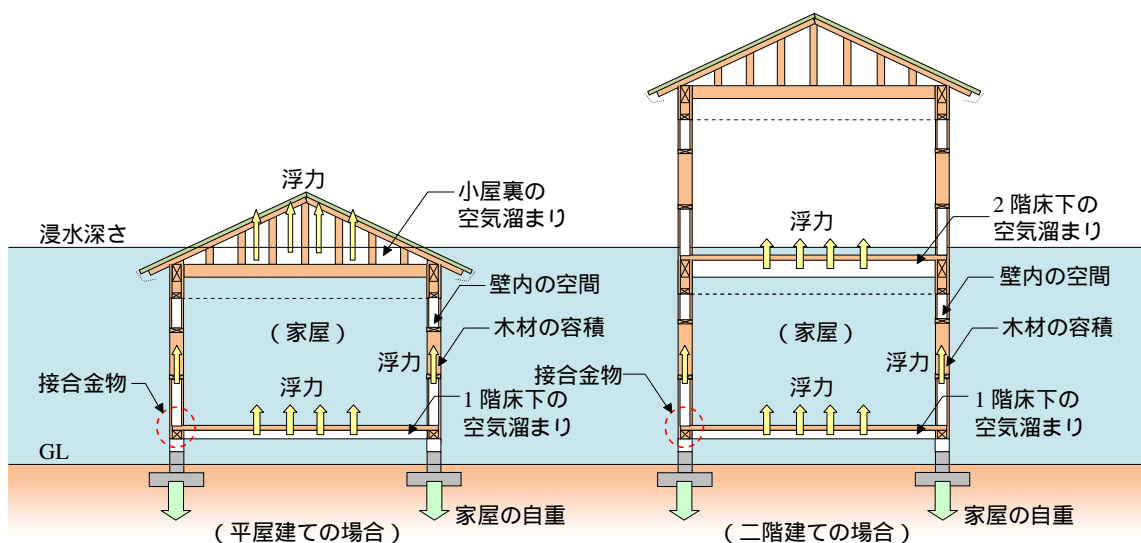 浮力
小屋裏の
空気溜まり
浸水深さ
壁内の空間
（家屋）
木材の容積
浮力
接合金物
浮力
1 階床下の
空気溜まり
GL
家屋の自重
（平屋建ての場合）
浮力
2 階床下の
空気溜まり
壁内の空間
（家屋）
木材の容積
浮力
接合金物
浮力
1 階床下の
空気溜まり
家屋の自重
（二階建ての場合）